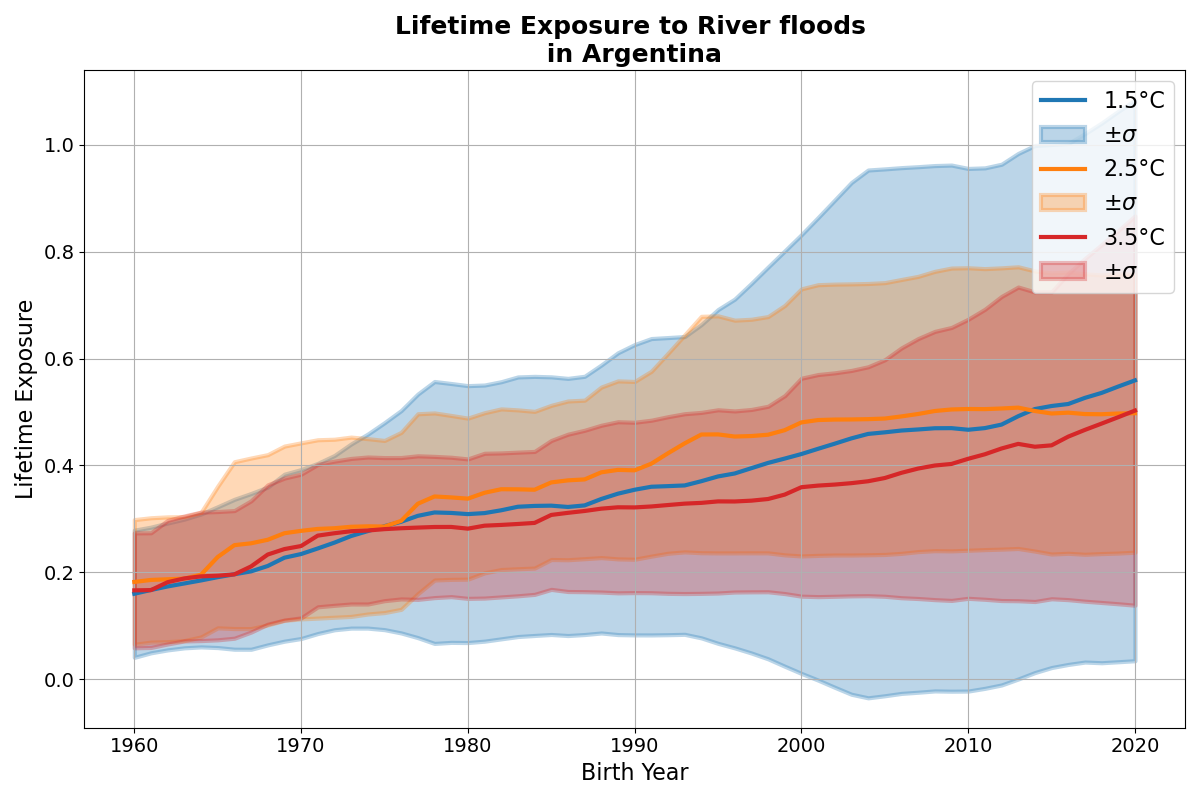 Lifetime Exposure to River floods
in Argentina
Lifetime Exposure
1.0
0.8
0.6
0.4
0.2
0.0
1960 1970 1980 1990 2000 2010 2020
Birth Year
1.5°C
±σ
2.5°C
±σ
3.5°C
±σ